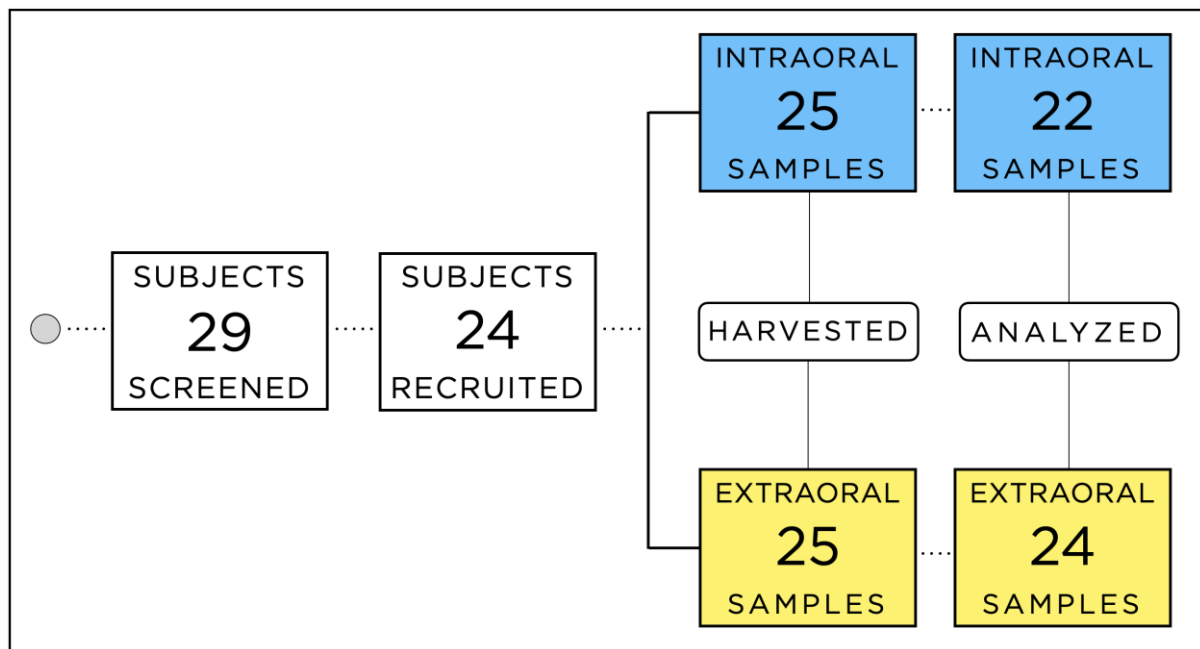 SUBJECTS
29
SCREENED
SUBJECTS
24
RECRUITED
INTRAORAL
25
SAMPLES
INTRAORAL
22
SAMPLES
HARVESTED
ANALYZED
EXTRAORAL
25
SAMPLES
EXTRAORAL
24
SAMPLES